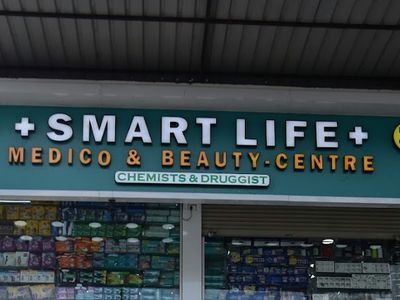 + SMART LIFE +
MEDICO & BEAUTY-CENTRE
CHEMISTS & DRUGGIST